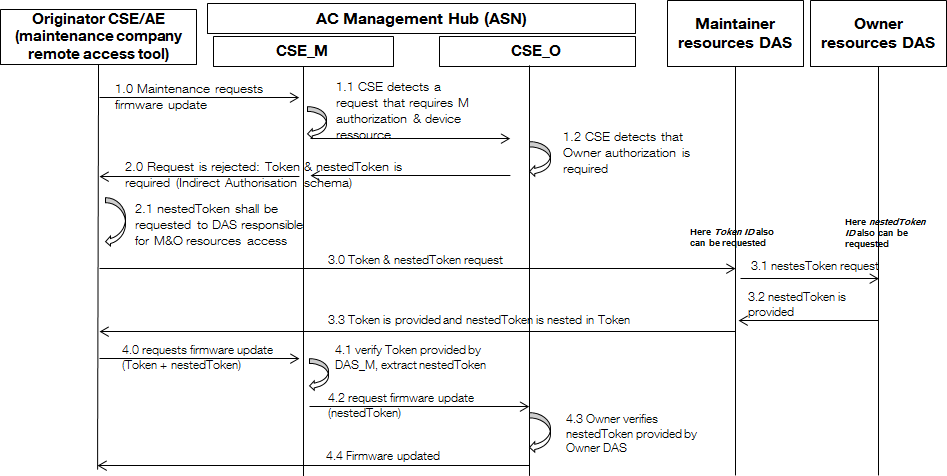 Originator CSE/AE
(maintenance company
remote access tool)
AC Management Hub (ASN)
CSE_M
CSE_O
Maintainer
resources DAS
Owner
resources DAS
1.0 Maintenance requests
firmware update
1.1 CSE detects a
request that requires M
authorization & device
ressource
1.2 CSE detects that
Owner authorization is
required
2.0 Request is rejected: Token & nestedToken is
required (Indirect Authorisation schema)
2.1 nestedToken shall be
requested to DAS responsible
for M&O resources access
Here Token ID also
can be requested
Here nestedToken
ID also can be
requested
3.0 Token & nestedToken request
3.1 nestesToken request
3.2 nestedToken is
provided
3.3 Token is provided and nestedToken is nested in Token
4.0 requests firmware update
(Token + nestedToken)
4.1 verify Token provided by
DAS_M, extract nestedToken
4.2 request firmware update
(nestedToken)
4.3 Owner verifies
nestedToken provided by
Owner DAS
4.4 Firmware updated